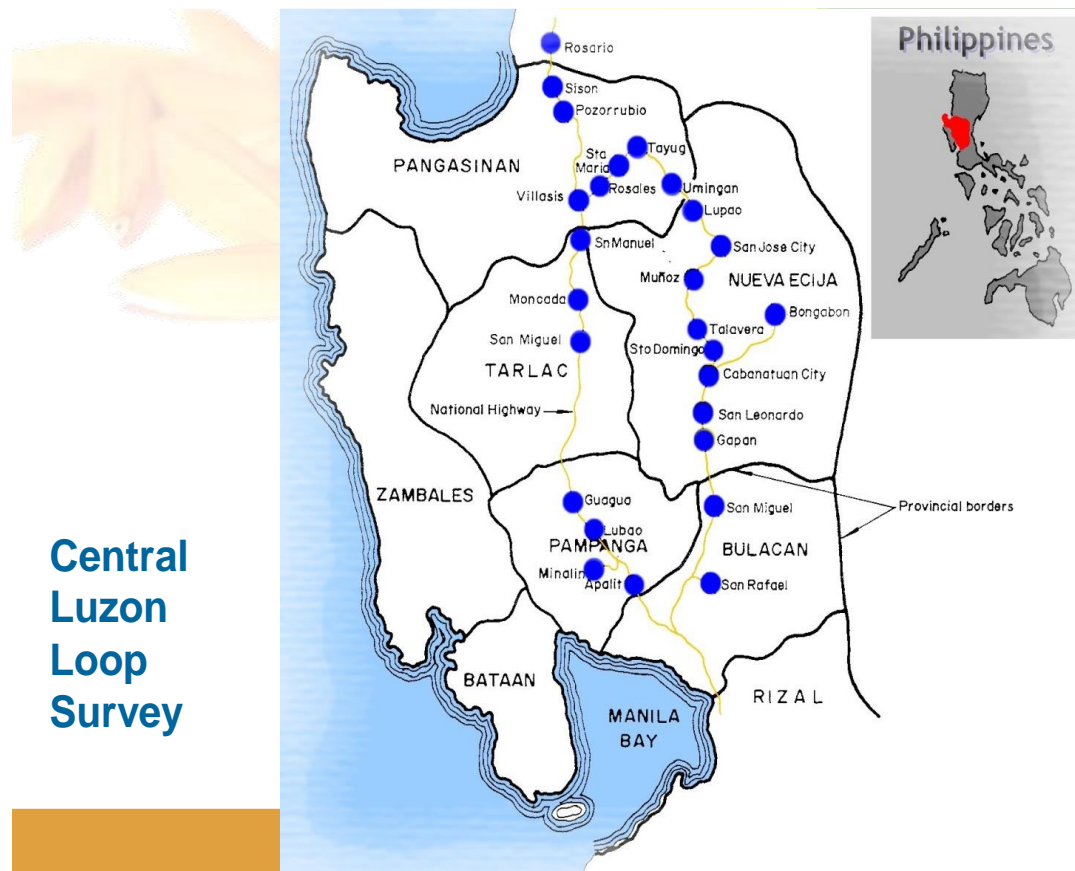 Philippines
Rosario
Sison
Pozorrubio
PANGASINAN
Sta
Maria
Tayug
Villasis
Rosales
Umingan
Lupao
Sn Manuel
San Jose City
Muñoz
NUEVA ECIJA
Moncada
Bongabon
San Miguel
Talavera
Sto Domingo
TARLAC
Cabanatuan City
National Highway
San Leonardo
Gapan
ZAMBALES
Guagua
San Miguel
Provincial borders
Lubao
PAMPANGA
BULACAN
Minalin
Apalit
San Rafael
Central
Luzon
Loop
Survey
BATAAN
RIZAL
MANILA
BAY